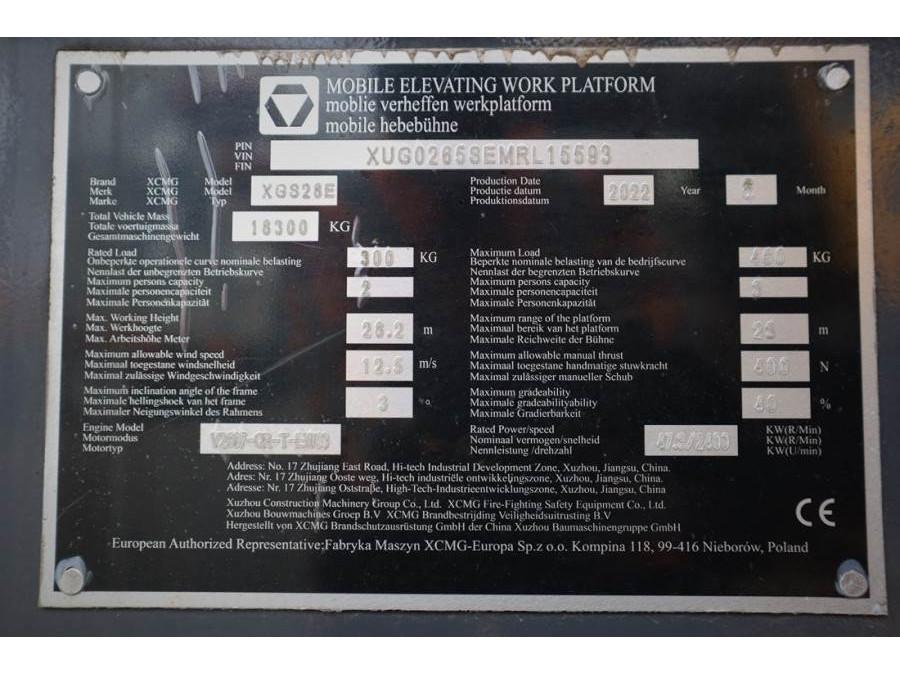 MOBILE ELEVATING WORK PLATFORM
moblie verheffen werkplatform
mobile hebebühne
PIN
VIN
FIN
XUG0265SEMRL15593
Brand XCMG Model
Merk XCMG Model
Marke XCMG Typ
XGS28E
Production Date
Productie datum
Produktionsdatum
2022 Year
Month
Total Vehicle Mass
Totale voertuigmassa
Gesamtmaschinengewicht
18300 KG
Rated Load
Onbeperkte operationele curve nominale belasting
Nennlast der unbegrenzten Betriebskurve
300 KG
Maximum Load
Beperkte nominale belasting van de bedrijfscurve
Nennlast der begrenzten Betriebskurve
450 KG
Maximum persons capacity
Maximale personencapaciteit
Maximale Personenkapazität
2
Maximum persons capacity
Maximale personencapaciteit
Maximale Personenkapazität
3
Max. Working Height
Max. Werkhoogte
Max. Arbeitshöhe Meter
28.2 m
Maximum range of the platform
Maximaal bereik van het platform
Maximale Reichweite der Bühne
23 m
Maximum allowable wind speed
Maximaal toegestane windsnelheid
Maximal zulässige Windgeschwindigkeit
12.5 m/s
Maximum allowable manual thrust
Maximaal toegestane handmatige stuwkracht
Maximal zulässiger manueller Schub
400 N
Maximum inclination angle of the frame
Maximale hellingshoek van het frame
Maximaler Neigungswinkel des Rahmens
3 °
Maximum gradeability
Maximale gradeabilityability
Maximale Gradierbarkeit
40 %
Engine Model
Motormodus
Motortyp
Rated Power/speed
Nominaal vermogen/snelheid
Nennleistung /drehzahl
KW(R/Min)
KW(R/Min)
KW(U/min)
Address: No. 17 Zhujiang East Road, Hi-tech Industrial Development Zone, Xuzhou, Jiangsu, China.
Adres: Nr. 17 Zhujiang Ooste weg, Hi-tech industriële ontwikkelingszone, Xuzhou, Jiangsu, China.
Adresse: Nr. 17 Zhujiang Oststraße, High-Tech-Industrieentwicklungszone, Xuzhou, Jiangsu, China.
Xuzhou Construction Machinery Group Co., Ltd. XCMG Fire-Fighting Safety Equipment Co., Ltd.
Xuzhou Bouwmachines Groep B.V XCMG Brandbestrijding Veiligheidsuitrusting B.V
Hergestellt von XCMG Brandschutzausrüstung GmbH der China Xuzhou Baumaschinengruppe GmbH
CE
European Authorized Representative:Fabryka Maszyn XCMG-Europa Sp.z o.o. Kompina 118, 99-416 Nieborów, Poland